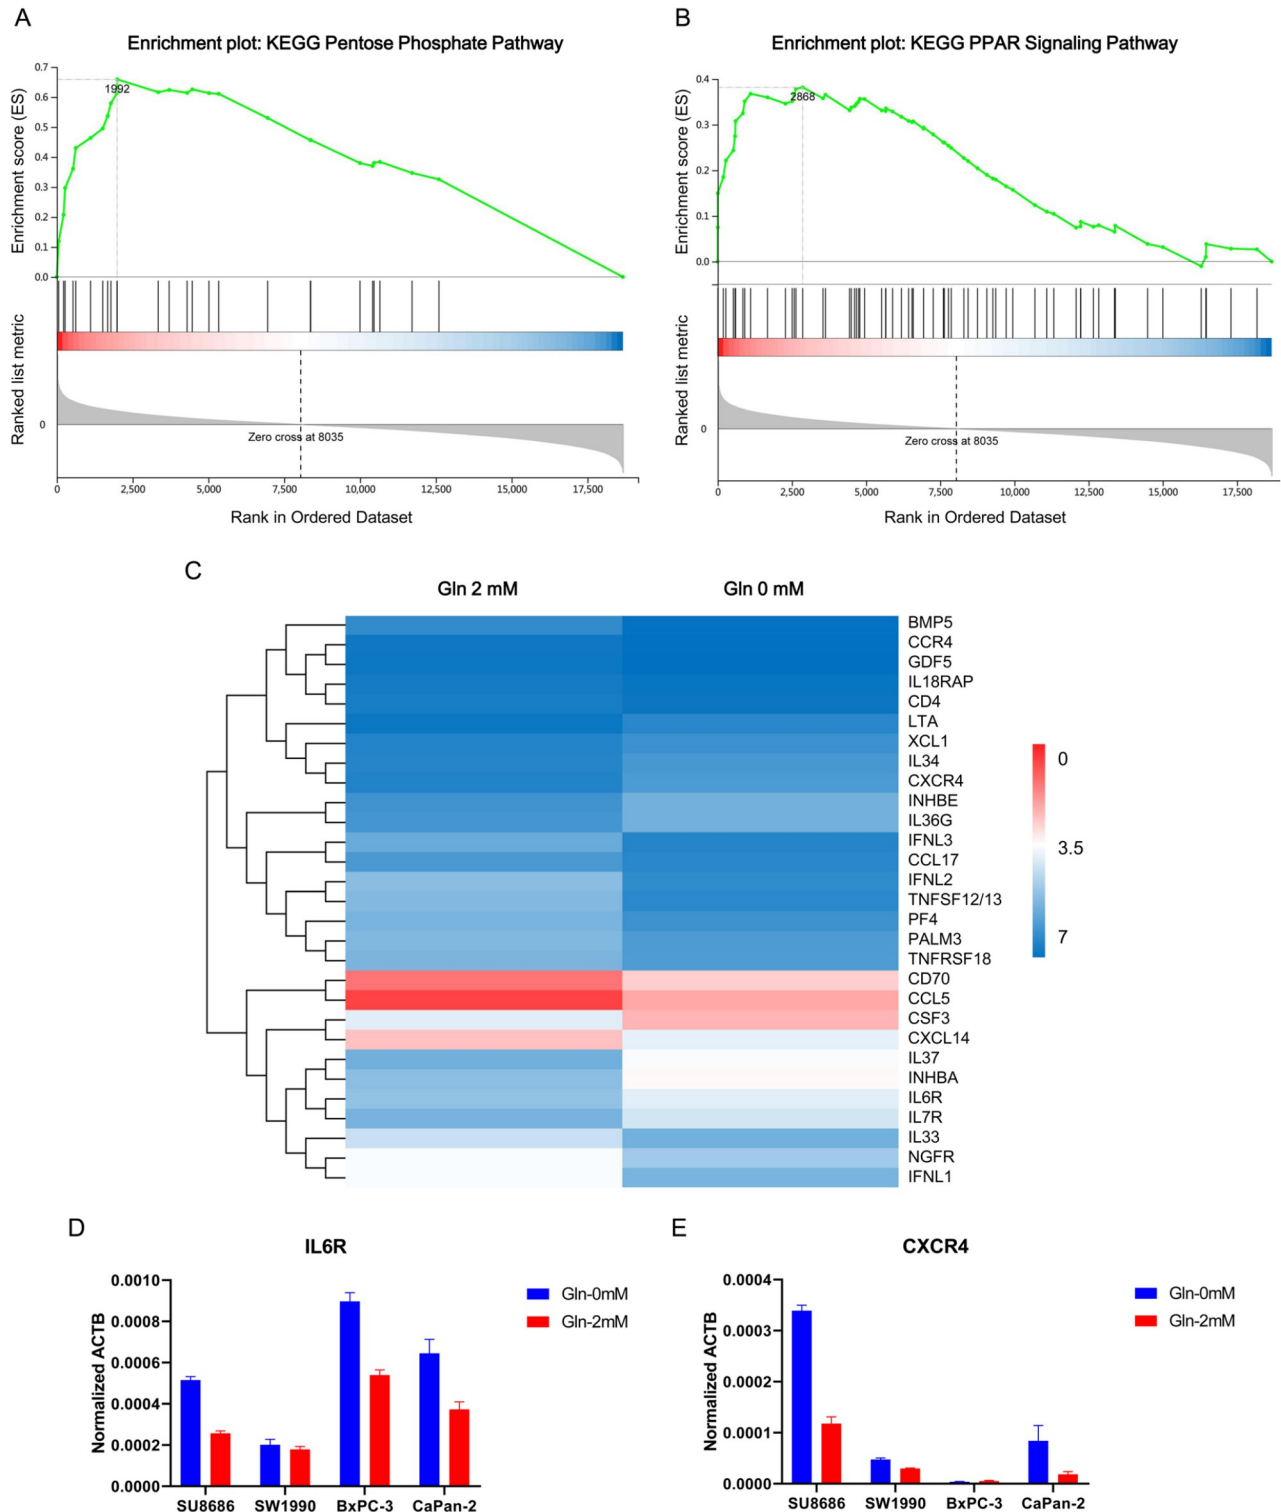 A
Enrichment plot: KEGG Pentose Phosphate Pathway
Enrichment score (ES)
0.7
0.6
0.5
0.4
0.3
0.2
0.1
0.0
1992
Ranked list metric
0
Zero cross at 8035
0 2,500 5,000 7,500 10,000 12,500 15,000 17,500
Rank in Ordered Dataset
B
Enrichment plot: KEGG PPAR Signaling Pathway
Enrichment score (ES)
0.4
0.3
0.2
0.1
0.0
2868
Ranked list metric
0
Zero cross at 8035
0 2,500 5,000 7,500 10,000 12,500 15,000 17,500
Rank in Ordered Dataset
C
Gln 2 mM Gln 0 mM
BMP5
CCR4
GDF5
IL18RAP
CD4
LTA
XCL1
IL34
CXCR4
INHBE
IL36G
IFNL3
CCL17
IFNL2
TNFSF12/13
PF4
PALM3
TNFRSF18
CD70
CCL5
CSF3
CXCL14
IL37
INHBA
IL6R
IL7R
IL33
NGFR
IFNL1
0
3.5
7
D
IL6R
Normalized ACTB
0.0010
0.0008
0.0006
0.0004
0.0002
0.0000
SU8686 SW1990 BxPC-3 CaPan-2
Gln-0mM
Gln-2mM
E
CXCR4
Normalized ACTB
0.0004
0.0003
0.0002
0.0001
0.0000
SU8686 SW1990 BxPC-3 CaPan-2
Gln-0mM
Gln-2mM